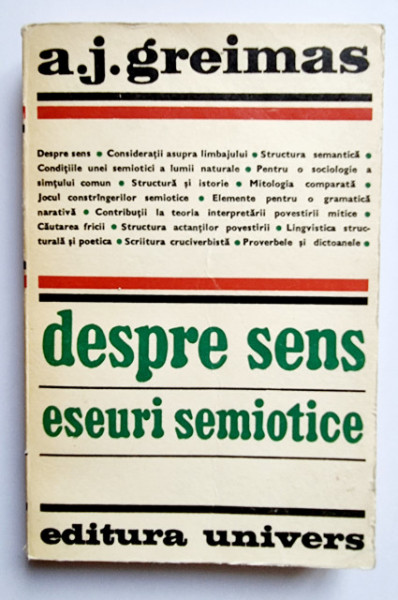 a.j.greimas
Despre sens • Considerații asupra limbajului • Structura semantică •
Condițiile unei semiotici a lumii naturale • Pentru o sociologie a
simțului comun • Structură și istorie • Mitologia comparată •
Jocul constrîngerilor semiotice • Elemente pentru o gramatică
narativă • Contribuții la teoria interpretării povestirii mitice •
Căutarea fricii • Structura actanților povestirii • Lingvistica struc-
turală și poetica • Scriitura cruciverbistă • Proverbele și dictoanele •
despre sens
eseuri semiotice
editura univers